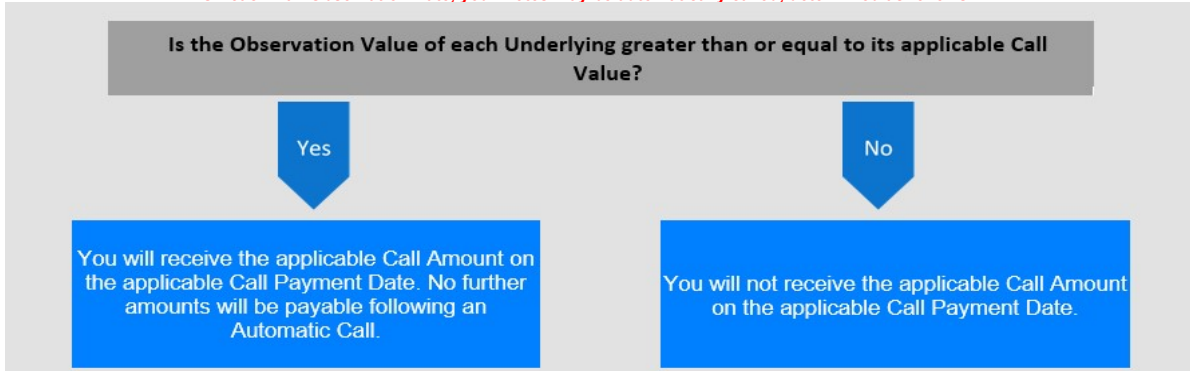 Is the Observation Value of each Underlying greater than or equal to its applicable Call
Value?
Yes
No
You will receive the applicable Call Amount on
the applicable Call Payment Date. No further
amounts will be payable following an
Automatic Call.
You will not receive the applicable Call Amount
on the applicable Call Payment Date.